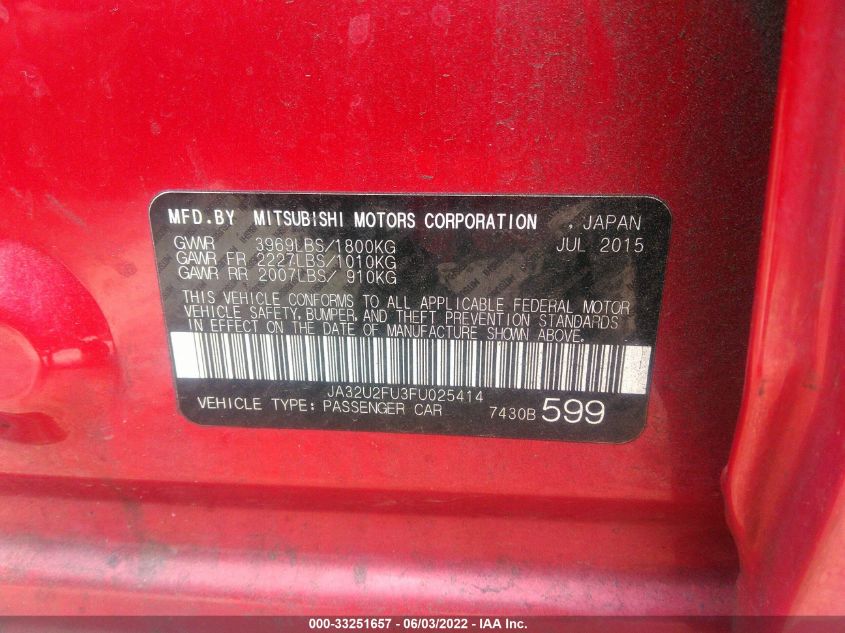 MFD.BY MITSUBISHI MOTORS CORPORATION , JAPAN
GVWR 3969LBS/1800KG JUL 2015
GAWR FR 2227LBS/1010KG
GAWR RR 2007LBS/ 910KG
THIS VEHICLE CONFORMS TO ALL APPLICABLE FEDERAL MOTOR
VEHICLE SAFETY, BUMPER, AND THEFT PREVENTION STANDARDS
IN EFFECT ON THE DATE OF MANUFACTURE SHOWN ABOVE.
JA32U2FU3FU025414
VEHICLE TYPE: PASSENGER CAR 7430B 599
000-33251657 - 06/03/2022 - IAA Inc.